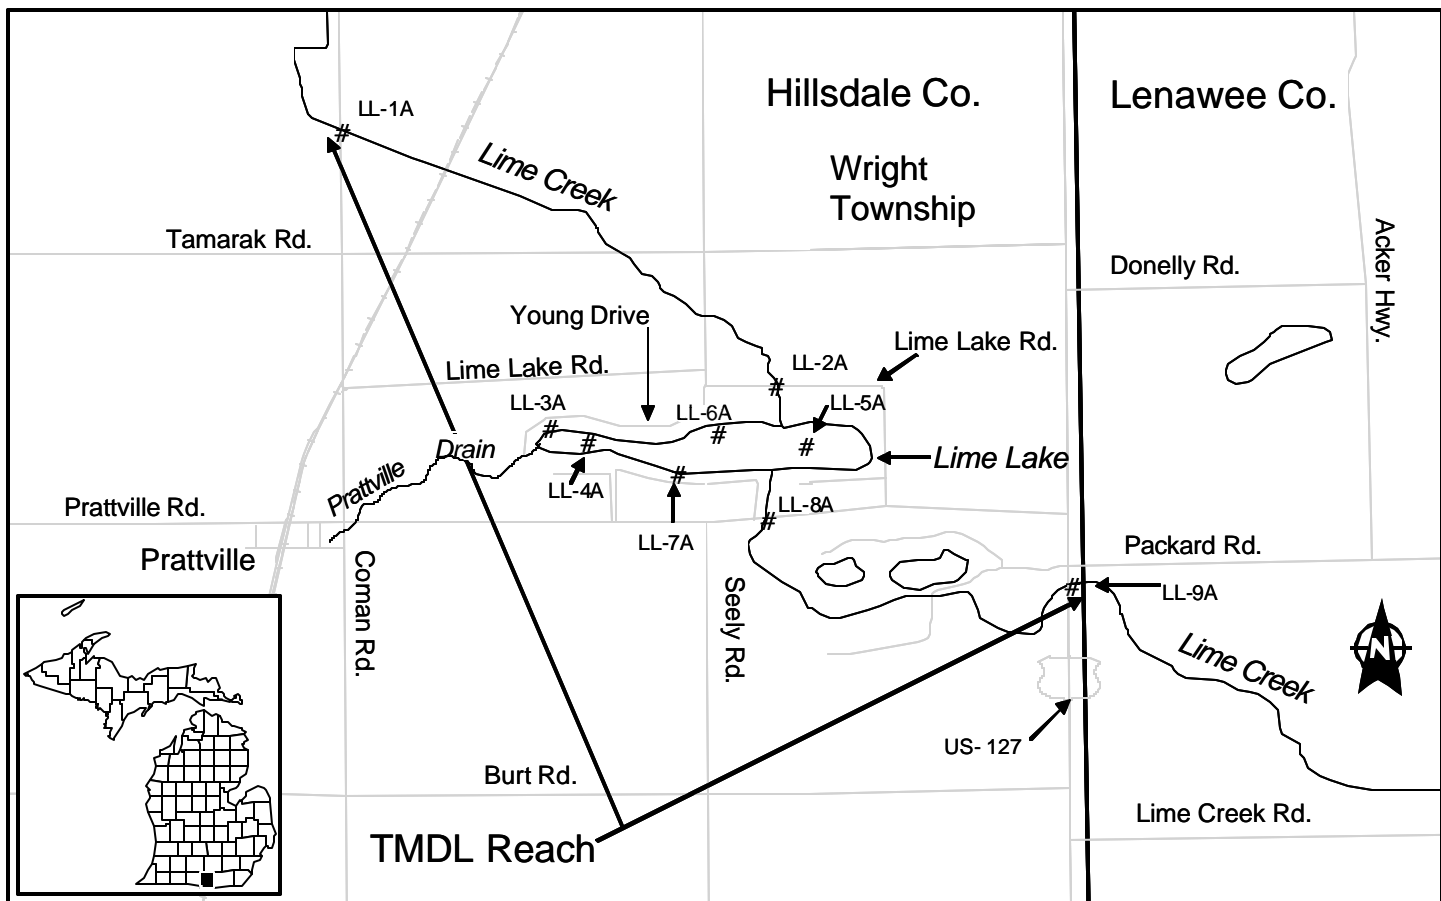 LL-1A
Hillsdale Co.
Lenawee Co.
Lime Creek
Wright
Township
Tamarak Rd.
Donelly Rd.
Acker Hwy.
Young Drive
Lime Lake Rd.
Lime Lake Rd.
LL-2A
LL-3A
LL-6A
LL-5A
Prattville Drain
Lime Lake
LL-4A
Prattville Rd.
LL-8A
LL-7A
Packard Rd.
Prattville
Coman Rd.
Seely Rd.
LL-9A
Lime Creek
N
US-127
Burt Rd.
Lime Creek Rd.
TMDL Reach